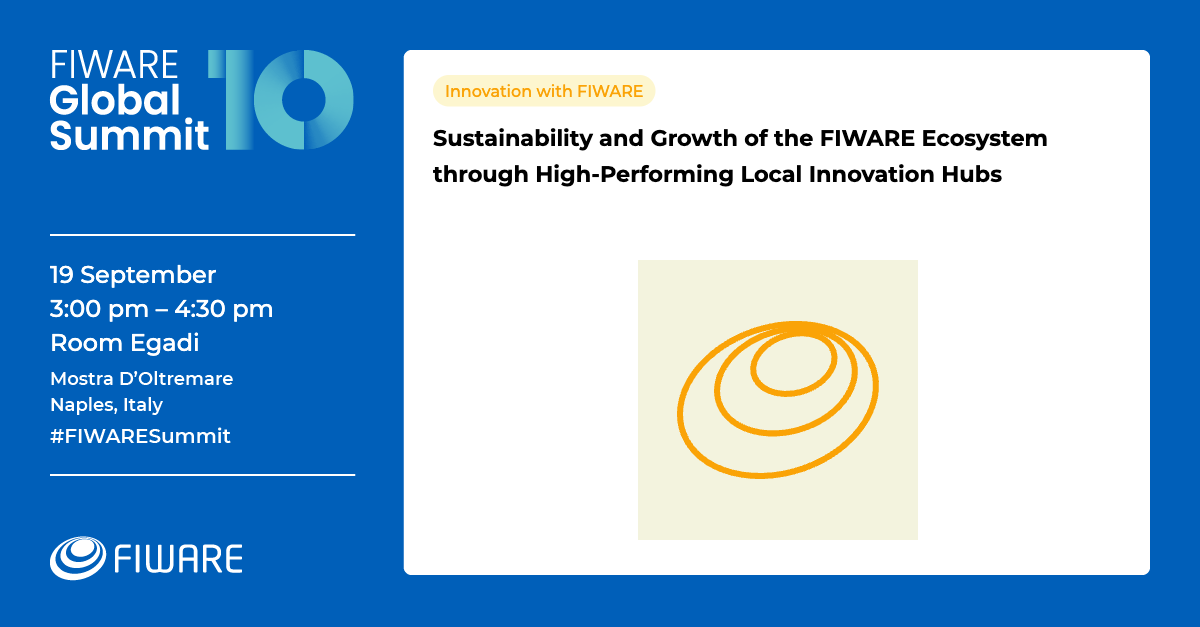 FIWARE
Global
Summit
10
19 September
3:00 pm – 4:30 pm
Room Egadi
Mostra D’Oltremare
Naples, Italy
#FIWARESummit
FIWARE
Innovation with FIWARE
Sustainability and Growth of the FIWARE Ecosystem
through High-Performing Local Innovation Hubs